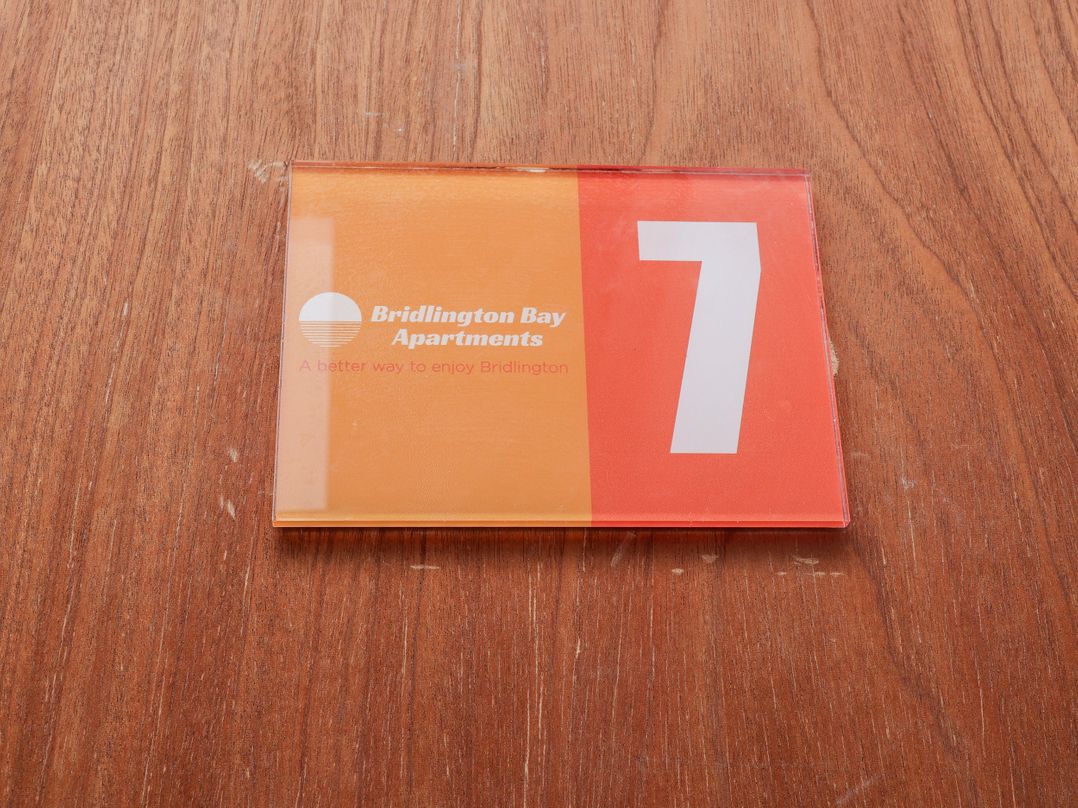 Bridlington Bay
Apartments
A better way to enjoy Bridlington
7